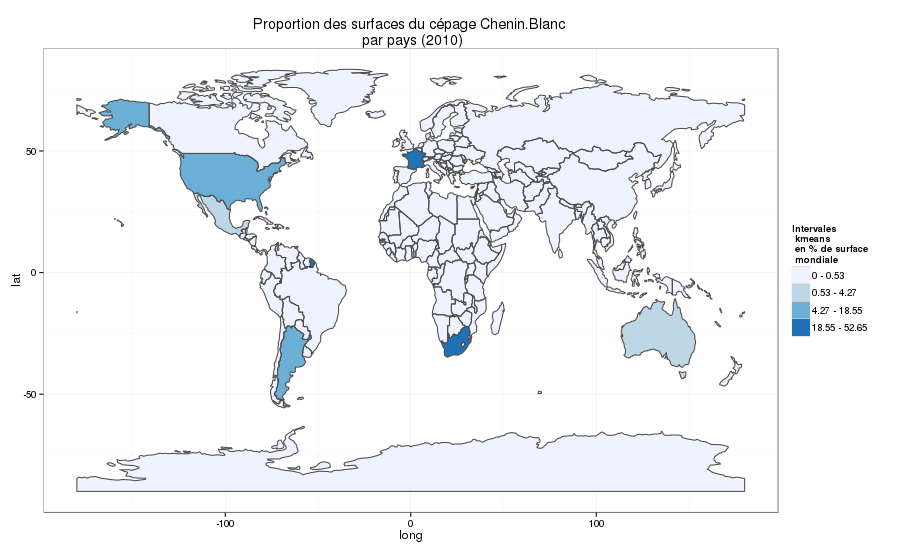 Proportion des surfaces du cépage Chenin.Blanc
par pays (2010)
50
0
-50
lat
-100
0
100
long
Intervales
kmeans
en % de surface
mondiale
0 - 0.53
0.53 - 4.27
4.27 - 18.55
18.55 - 52.65